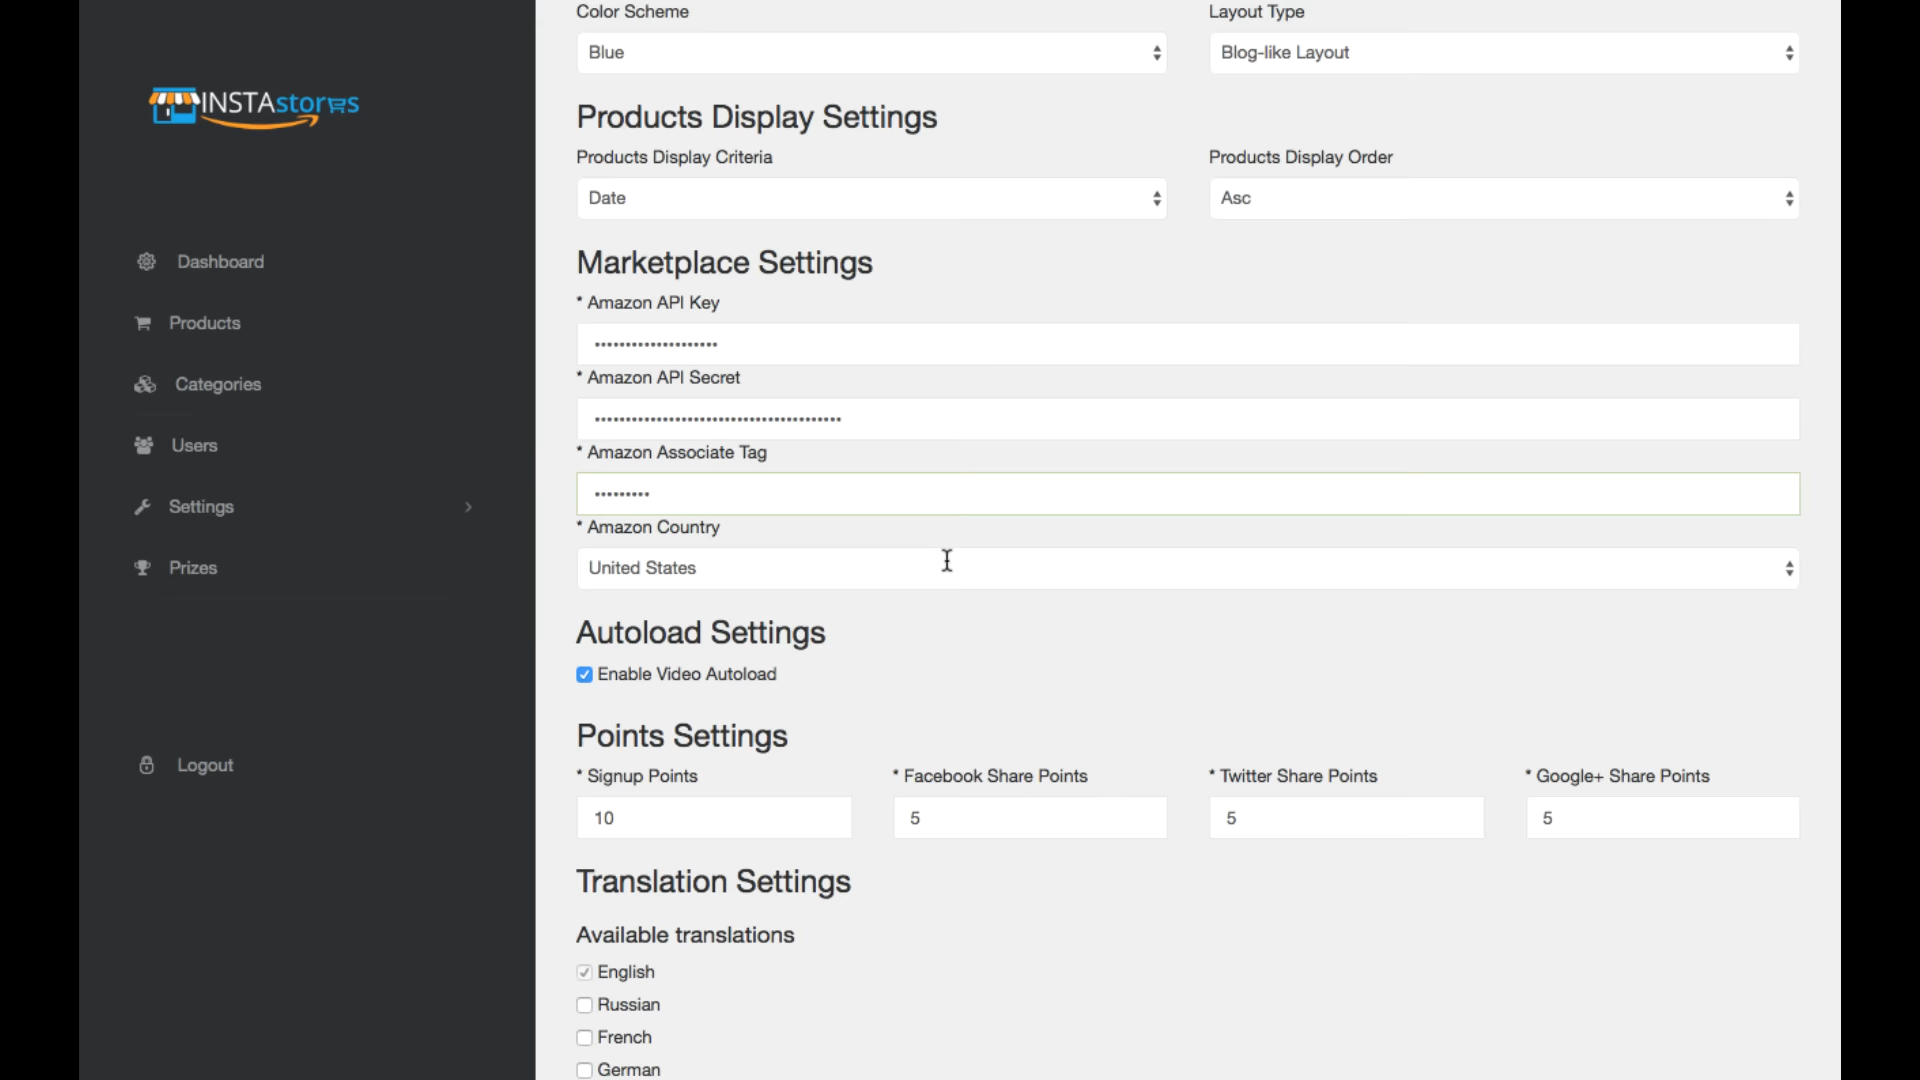 INSTAstores
Dashboard
Products
Categories
Users
Settings
Prizes
Logout
Color Scheme
Layout Type
Blue
Blog-like Layout
Products Display Settings
Products Display Criteria
Products Display Order
Date
Asc
Marketplace Settings
* Amazon API Key
••••••••••••••••••••
* Amazon API Secret
••••••••••••••••••••••••••••••••••••••••
* Amazon Associate Tag
•••••••••
* Amazon Country
United States
Autoload Settings
Enable Video Autoload
Points Settings
* Signup Points
* Facebook Share Points
* Twitter Share Points
* Google+ Share Points
10
5
5
5
Translation Settings
Available translations
English
Russian
French
German